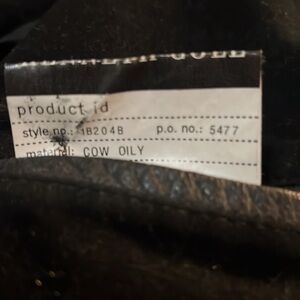 product id
style no.: 1B204B p.o. no.: 5477
material: COW OILY